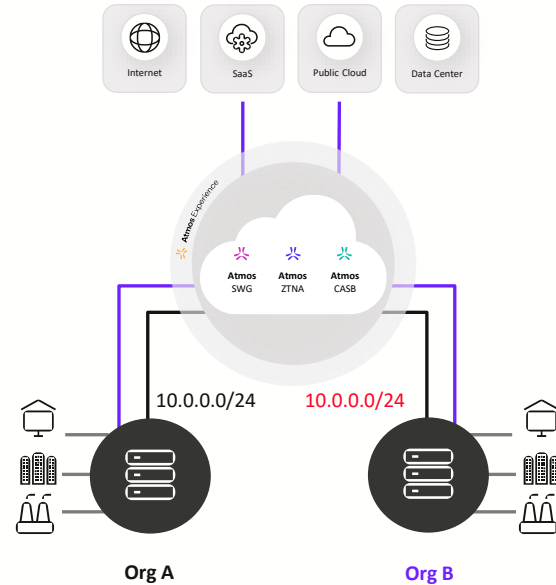 Internet
SaaS
Public Cloud
Data Center
Atmos Experience
Atmos
SWG
Atmos
ZTNA
Atmos
CASB
10.0.0.0/24
10.0.0.0/24
Org A
Org B